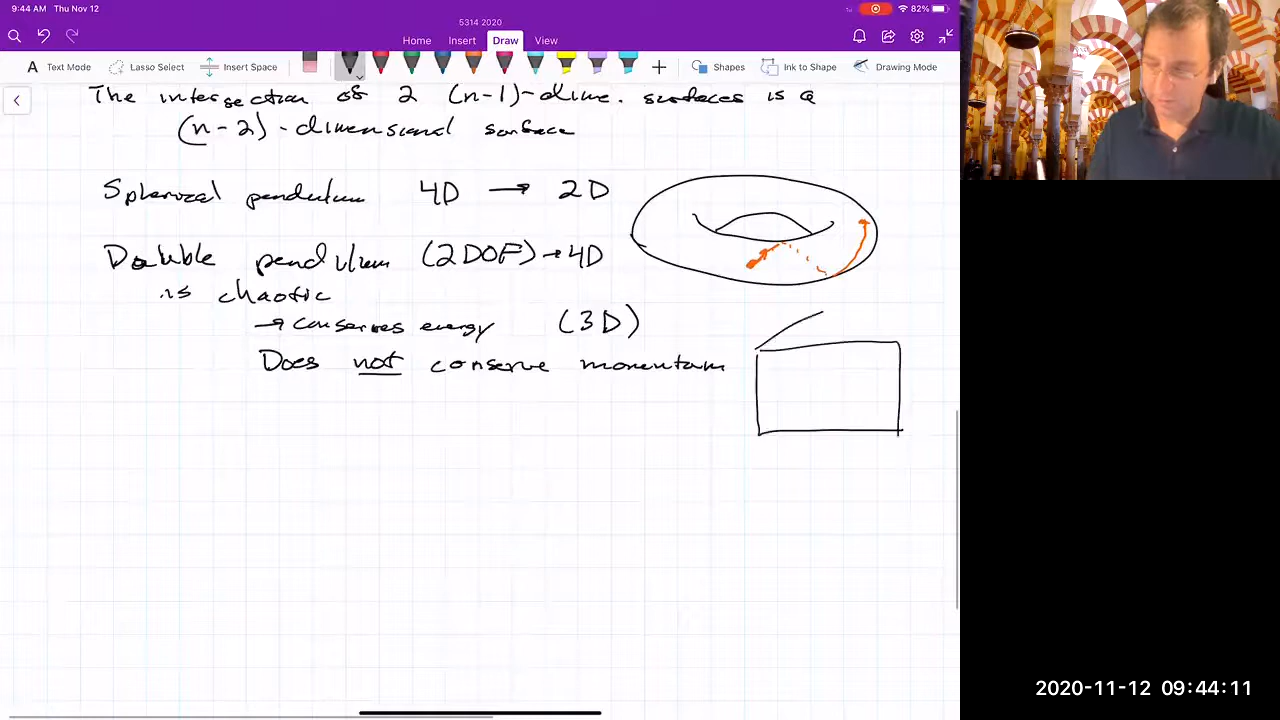 9:44 AM Thu Nov 12
82%
5314 2020
Home Insert Draw View
Text Mode Lasso Select Insert Space Shapes Ink to Shape Drawing Mode
The intersection of 2 (n-1)-dime. surfaces is a
(n-2)-dimensional surface
Spherical pendulum 4D → 2D
Double pendulum (2DOF) → 4D
is chaotic
→ conserves energy (3D)
Does not conserve momentum
2020-11-12 09:44:11